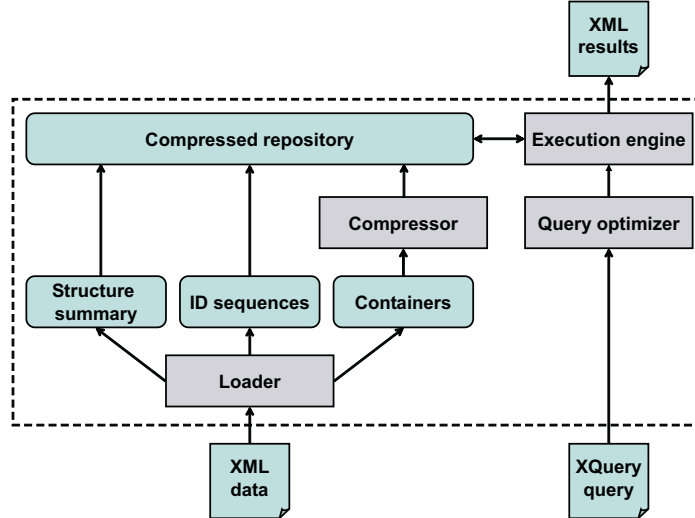 XML
results
Compressed repository
Execution engine
Compressor
Query optimizer
Structure
summary
ID sequences
Containers
Loader
XML
data
XQuery
query